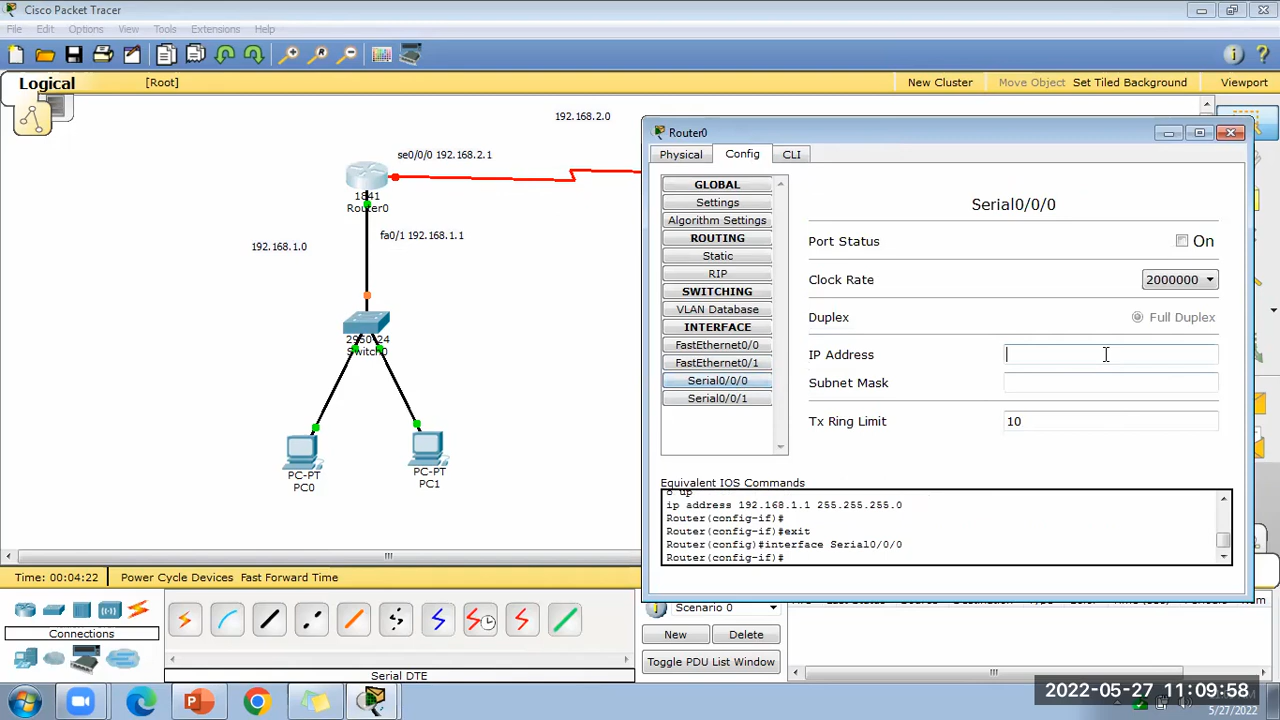 Cisco Packet Tracer
File Edit Options View Tools Extensions Help
Logical
[Root]
New Cluster
Move Object
Set Tiled Background
Viewport
192.168.2.0
se0/0/0 192.168.2.1
1841
Router0
fa0/1 192.168.1.1
192.168.1.0
2950-24
Switch0
PC-PT
PC0
PC-PT
PC1
Router0
Physical
Config
CLI
GLOBAL
Settings
Algorithm Settings
ROUTING
Static
RIP
SWITCHING
VLAN Database
INTERFACE
FastEthernet0/0
FastEthernet0/1
Serial0/0/0
Serial0/0/1
Serial0/0/0
Port Status
On
Clock Rate
2000000
Duplex
Full Duplex
IP Address
Subnet Mask
Tx Ring Limit
10
Equivalent IOS Commands
o up
ip address 192.168.1.1 255.255.255.0
Router(config-if)#
Router(config-if)#exit
Router(config)#interface Serial0/0/0
Router(config-if)#
Time: 00:04:22
Power Cycle Devices
Fast Forward Time
Connections
Serial DTE
Scenario 0
New
Delete
Toggle PDU List Window
2022-05-27 11:09:58
5/27/2022